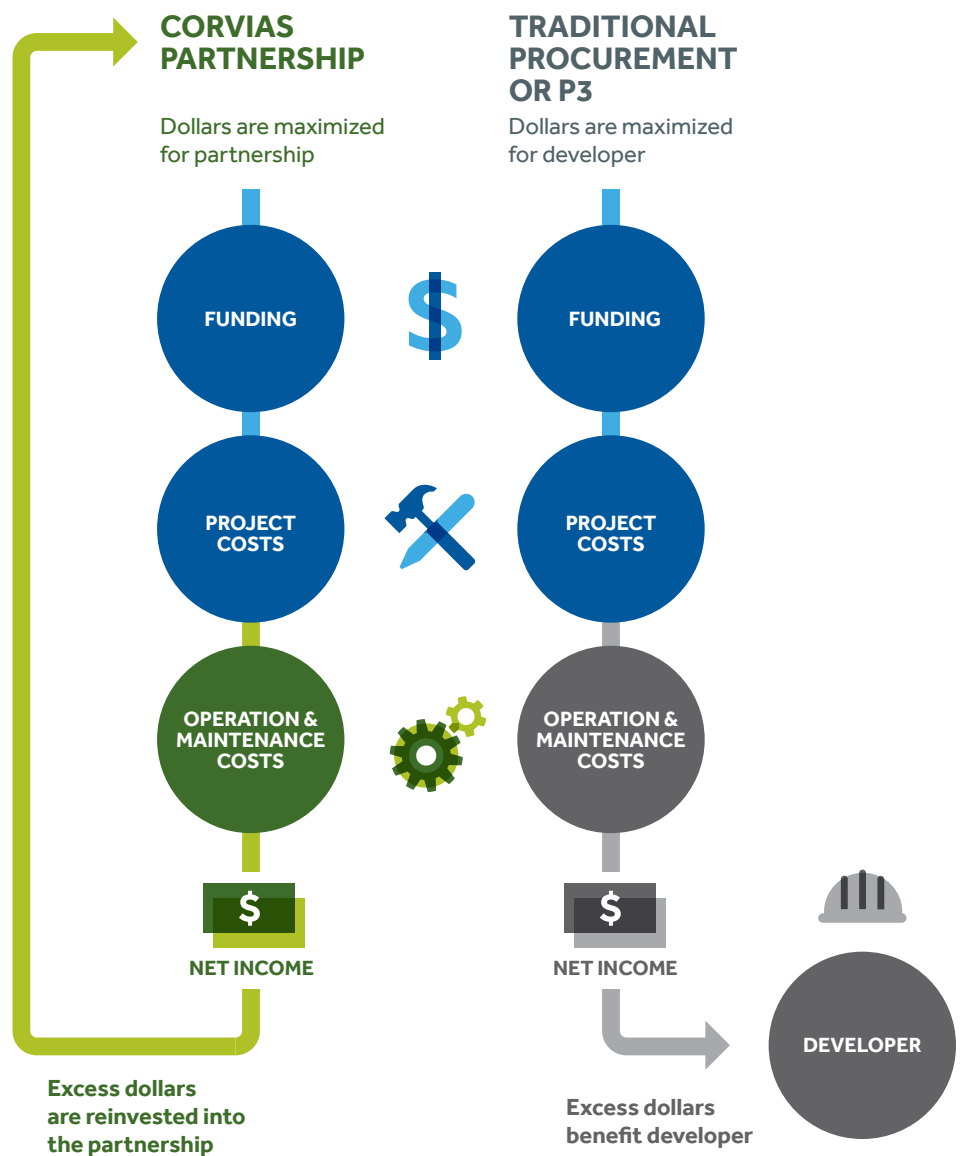 CORVIAS
PARTNERSHIP
Dollars are maximized
for partnership
FUNDING
PROJECT
COSTS
OPERATION &
MAINTENANCE
COSTS
$
NET INCOME
Excess dollars
are reinvested into
the partnership
TRADITIONAL
PROCUREMENT
OR P3
Dollars are maximized
for developer
$
FUNDING
PROJECT
COSTS
OPERATION &
MAINTENANCE
COSTS
$
NET INCOME
Excess dollars
benefit developer
DEVELOPER